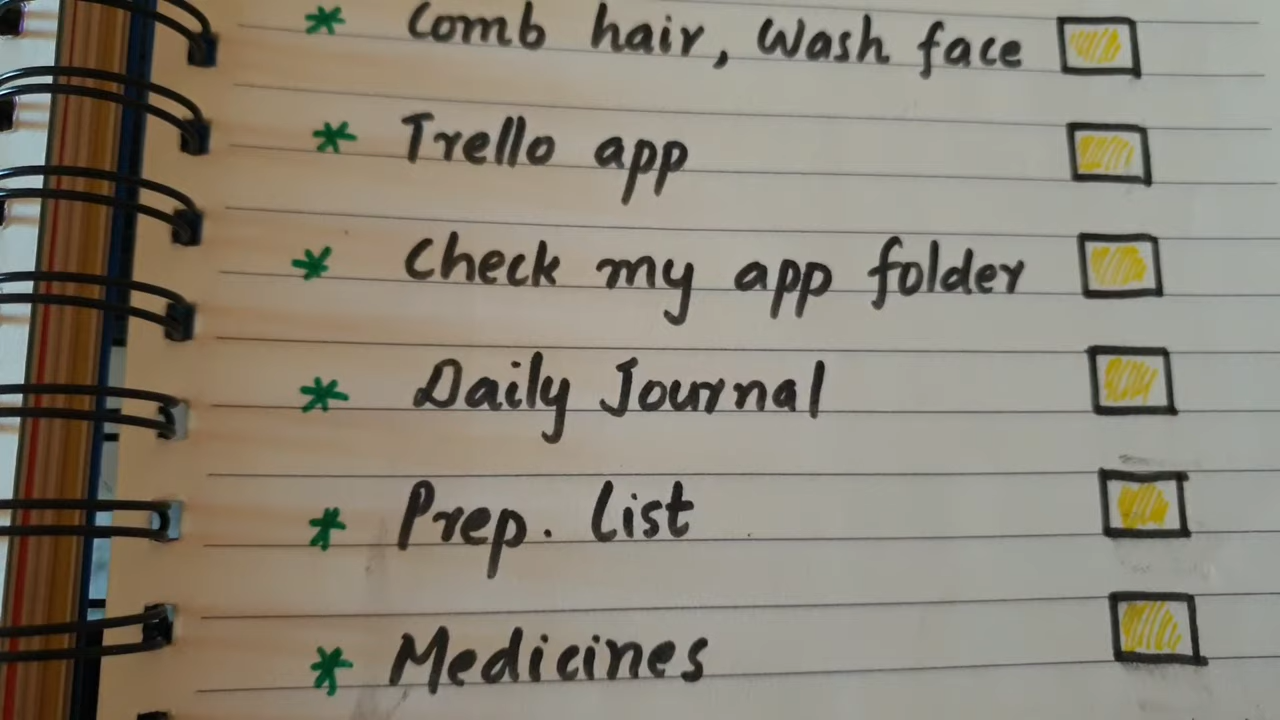 * Comb hair, Wash face
* Trello app
* Check my app folder
* Daily Journal
* Prep. List
* Medicines